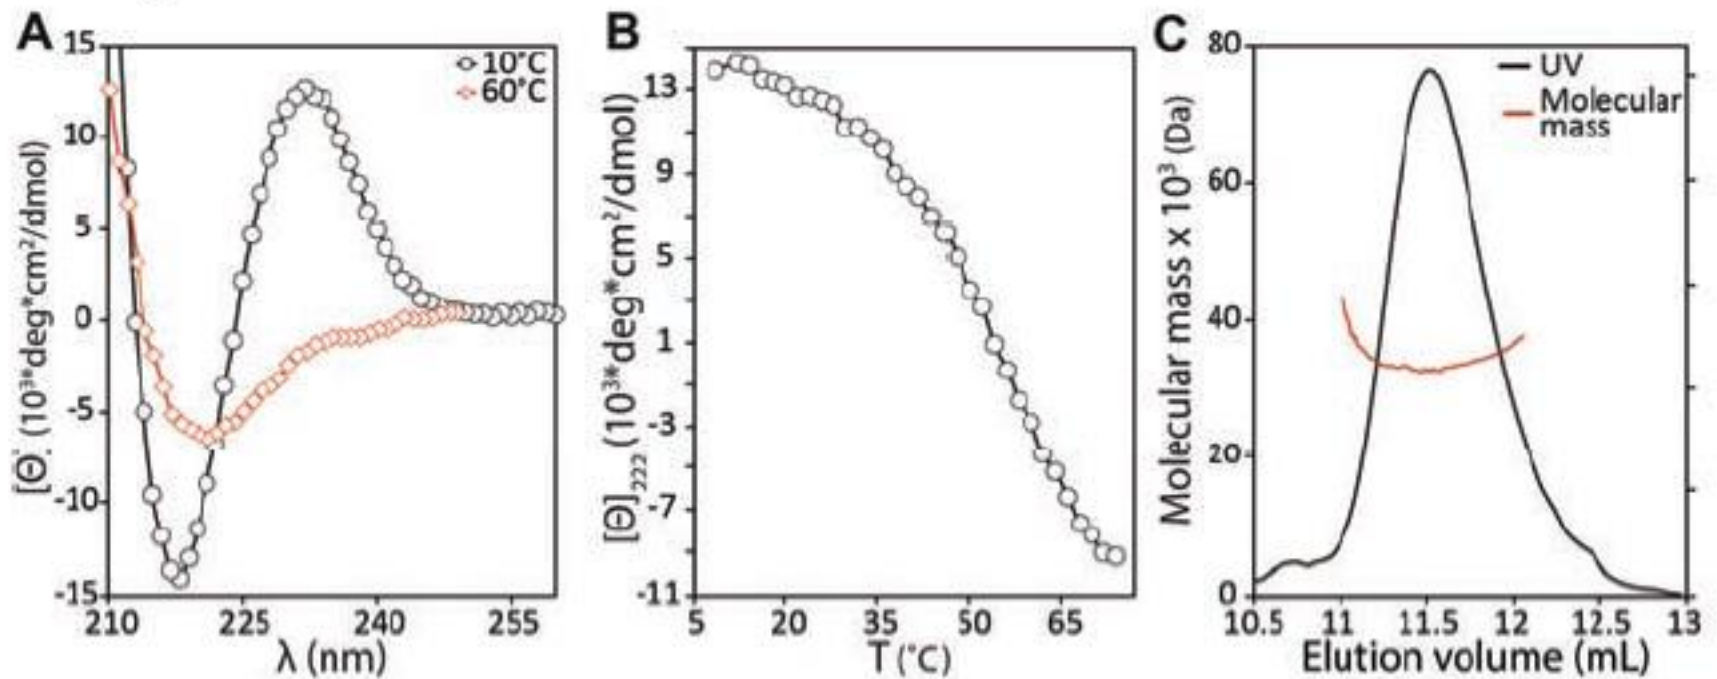 A
15
10
5
0
-5
-10
-15
210 225 240 255
λ (nm)
[Θ] (10³*deg*cm²/dmol)
10°C
60°C
B
13
9
5
1
-3
-7
-11
5 20 35 50 65
T (°C)
[Θ]222 (10³*deg*cm²/dmol)
C
80
60
40
20
0
10.5 11 11.5 12 12.5 13
Elution volume (mL)
Molecular mass x 10³ (Da)
UV
Molecular
mass